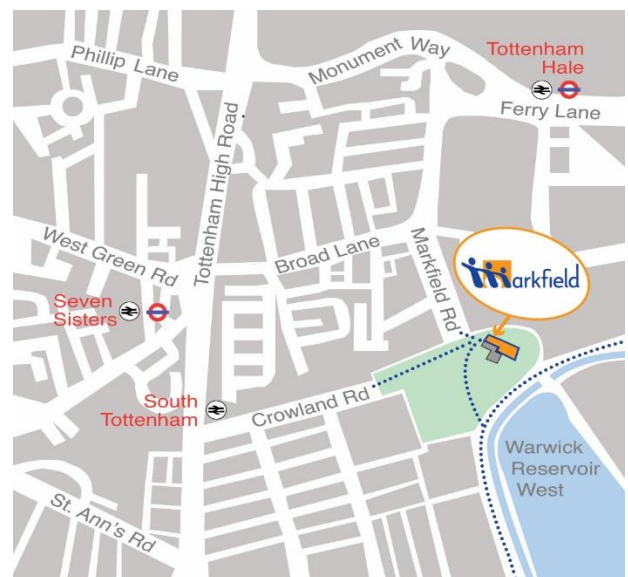 Phillip Lane
Monument Way
Tottenham
Hale
Ferry Lane
Tottenham High Road
West Green Rd
Broad Lane
Markfield Rd
markfield
Seven
Sisters
South
Tottenham
Crowland Rd
Warwick
Reservoir
West
St. Ann's Rd